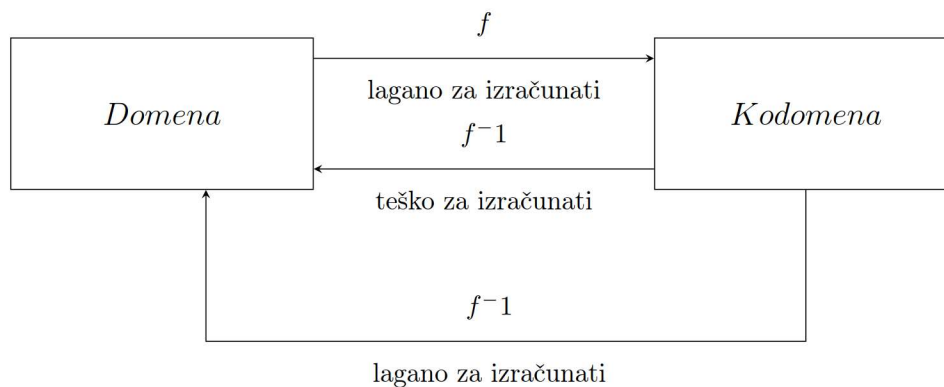 f
Domena
lagano za izračunati
Kodomena
f⁻1
teško za izračunati
f⁻1
lagano za izračunati